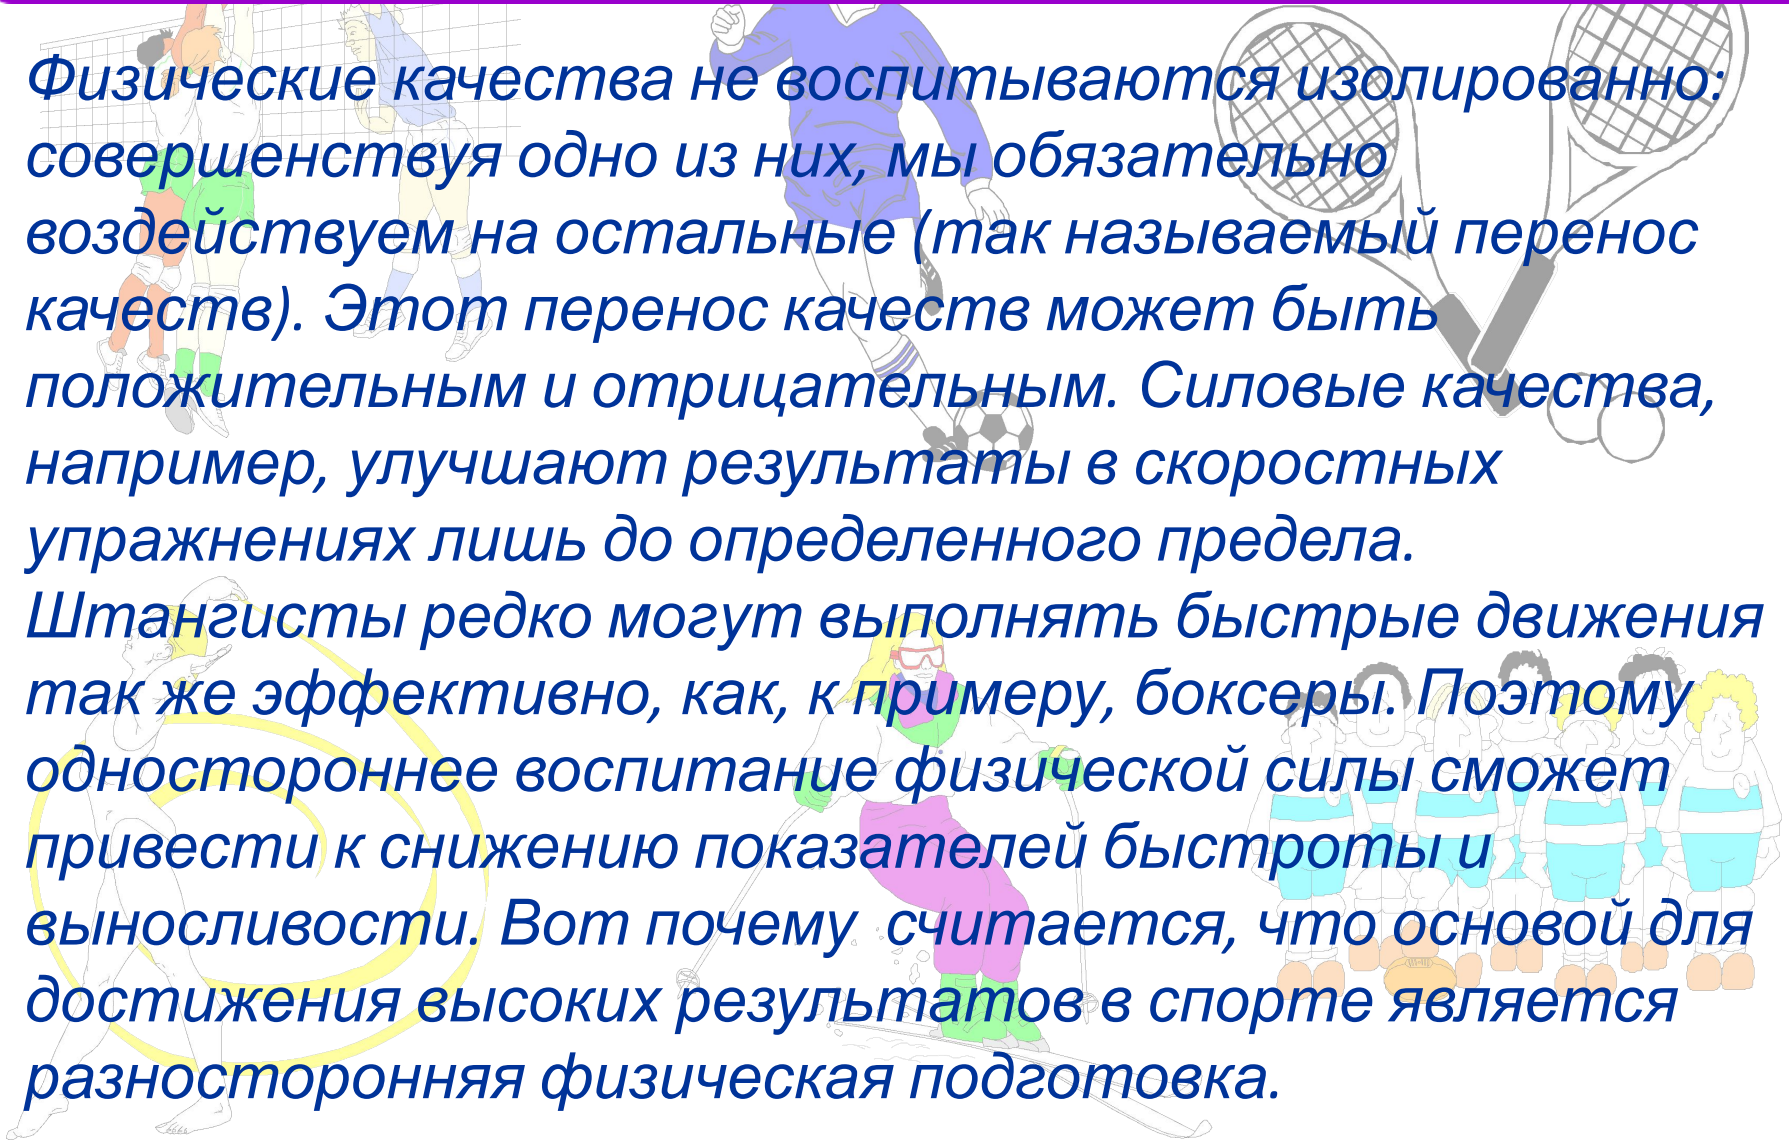 Физические качества не воспитываются изолированно:
совершенствуя одно из них, мы обязательно
воздействуем на остальные (так называемый перенос
качеств). Этот перенос качеств может быть
положительным и отрицательным. Силовые качества,
например, улучшают результаты в скоростных
упражнениях лишь до определенного предела.
Штангисты редко могут выполнять быстрые движения
так же эффективно, как, к примеру, боксеры. Поэтому
одностороннее воспитание физической силы сможет
привести к снижению показателей быстроты и
выносливости. Вот почему  считается, что основой для
достижения высоких результатов в спорте является
разносторонняя физическая подготовка.